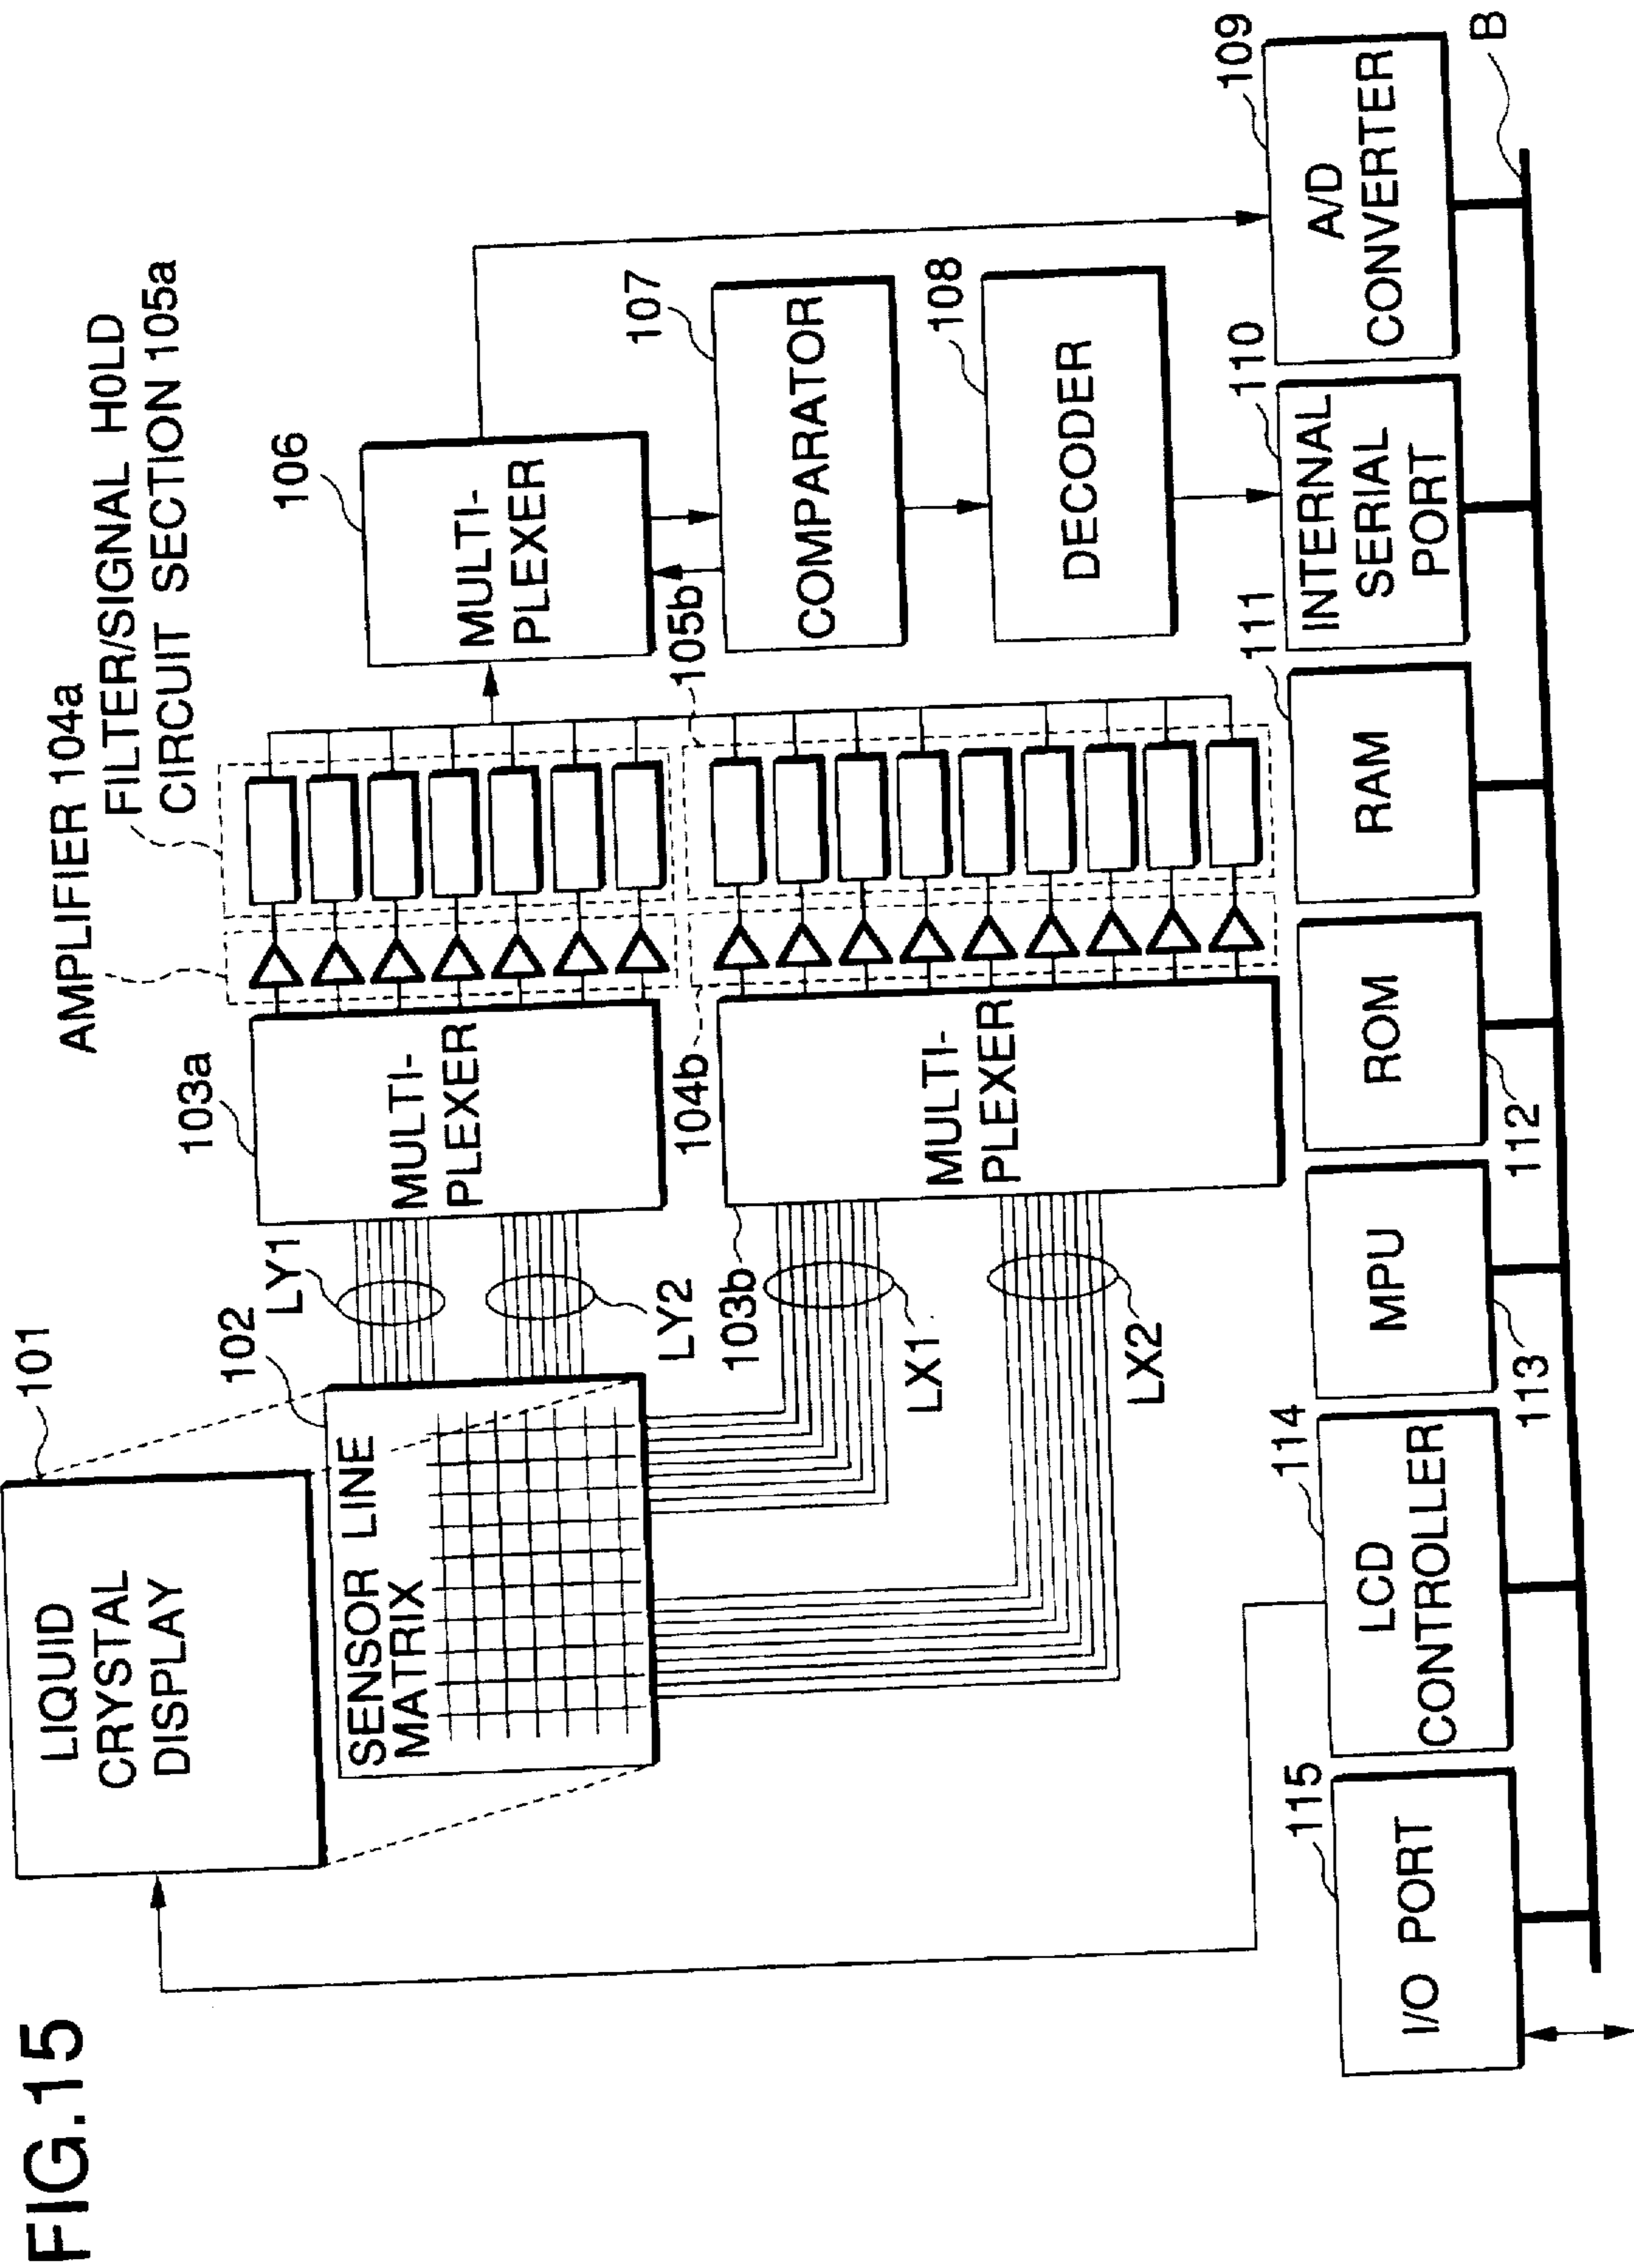 FIG.15
LIQUID
CRYSTAL
DISPLAY
101
SENSOR LINE
MATRIX
102
LY1
LY2
LX1
LX2
103a
MULTI-
PLEXER
103b
MULTI-
PLEXER
AMPLIFIER 104a
104b
FILTER/SIGNAL HOLD
CIRCUIT SECTION 105a
105b
106
MULTI-
PLEXER
107
COMPARATOR
108
DECODER
115
I/O PORT
114
LCD
CONTROLLER
113
MPU
112
ROM
111
RAM
110
INTERNAL
SERIAL
PORT
109
A/D
CONVERTER
B